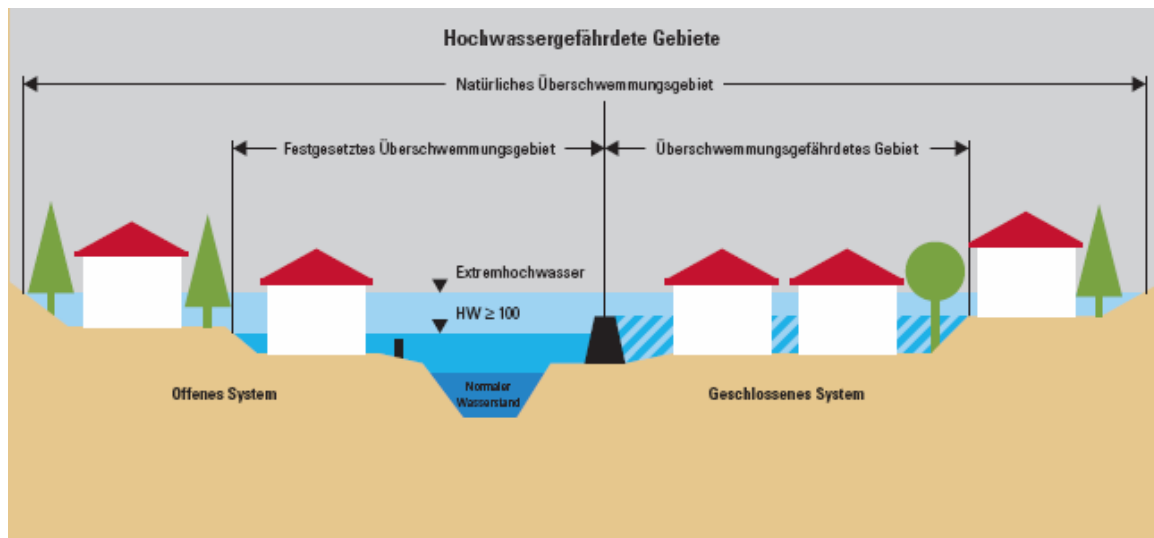 Hochwassergefährdete Gebiete
Natürliches Überschwemmungsgebiet
Festgesetztes Überschwemmungsgebiet
Überschwemmungsgefährdetes Gebiet
Extremhochwasser
HW ≥ 100
Normaler
Wasserstand
Offenes System
Geschlossenes System